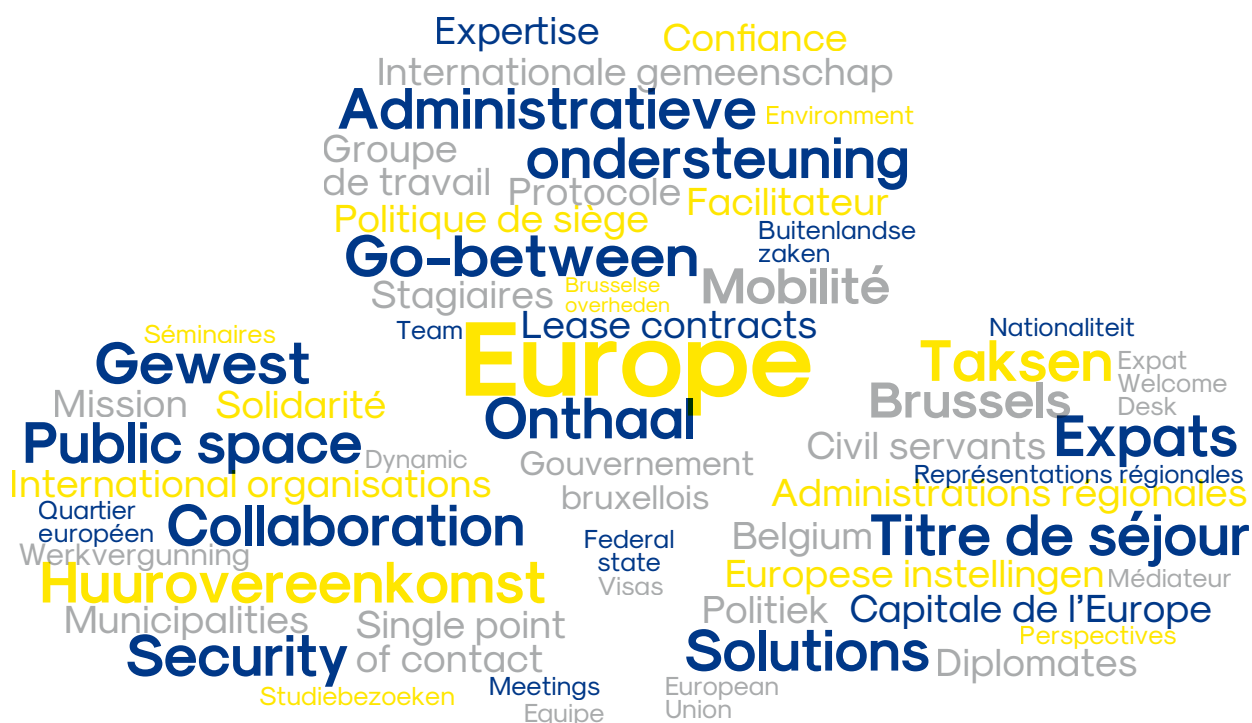 Expertise
Confiance
Internationale gemeenschap
Administratieve
Environment
Groupe
de travail
ondersteuning
Protocole
Facilitateur
Politique de siège
Buitenlandse
zaken
Go-between
Mobilité
Stagiaires
Brusselse
overheden
Team
Lease contracts
Europe
Onthaal
Gouvernement
bruxellois
Federal
state
Visas
Séminaires
Gewest
Mission
Solidarité
Public space
Dynamic
International organisations
Quartier
européen
Collaboration
Werkvergunning
Huurovereenkomst
Municipalities
Single point
of contact
Security
Studiebezoeken
Meetings
Equipe
Nationaliteit
Taksen
Expat
Welcome
Desk
Brussels
Civil servants
Expats
Représentations régionales
Administrations régionales
Belgium
Titre de séjour
Europese instellingen
Médiateur
Politiek
Capitale de l'Europe
Perspectives
Solutions
Diplomates
European
Union